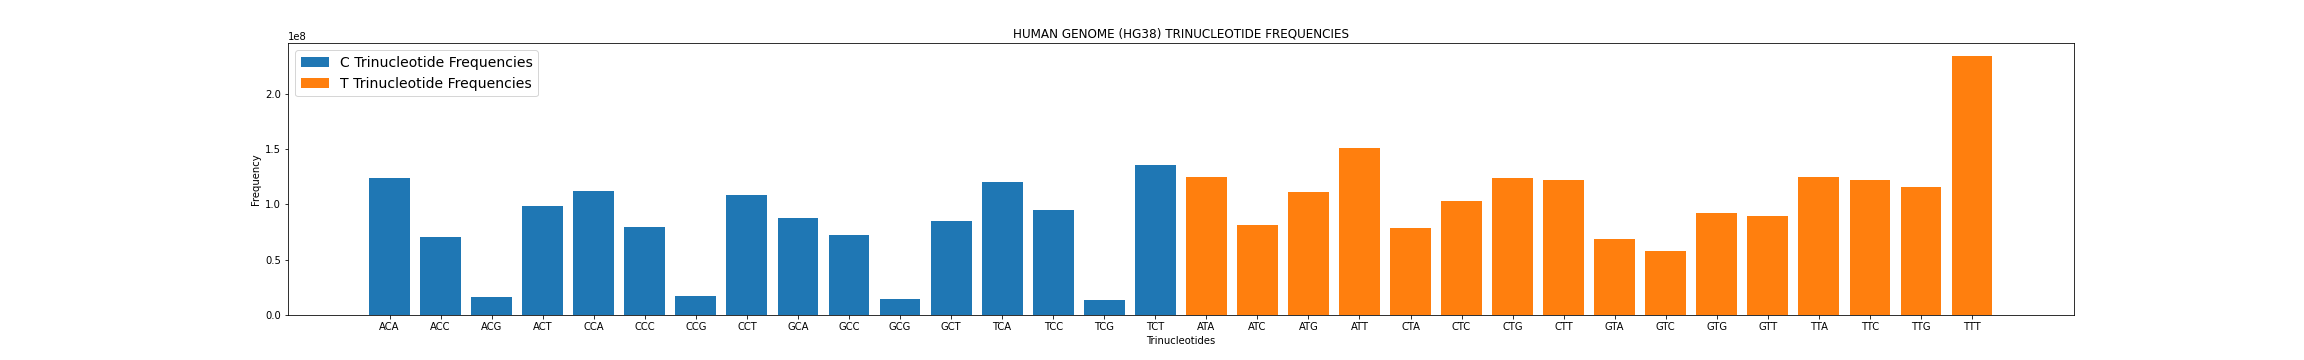 HUMAN GENOME (HG38) TRINUCLEOTIDE FREQUENCIES
1e8
C Trinucleotide Frequencies
T Trinucleotide Frequencies
2.0
1.5
1.0
0.5
0.0
Frequency
ACA ACC ACG ACT CCA CCC CCG CCT GCA GCC GCG GCT TCA TCC TCG TCT ATA ATC ATG ATT CTA CTC CTG CTT GTA GTC GTG GTT TTA TTC TTG TTT
Trinucleotides